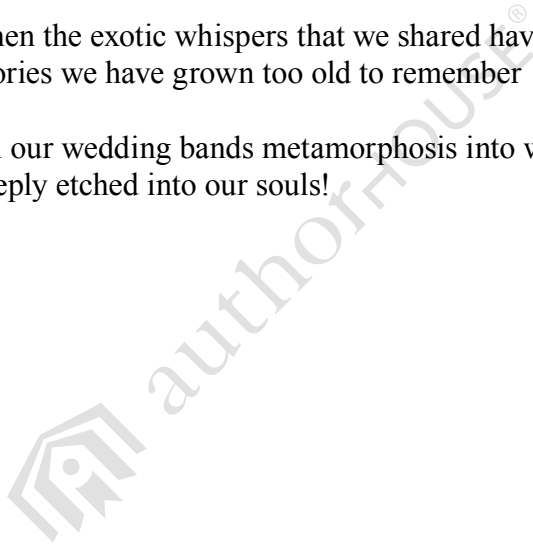 hen the exotic whispers that we shared hav
ories we have grown too old to remember
our wedding bands metamorphosis into w
eply etched into our souls!
authorHOUSE®